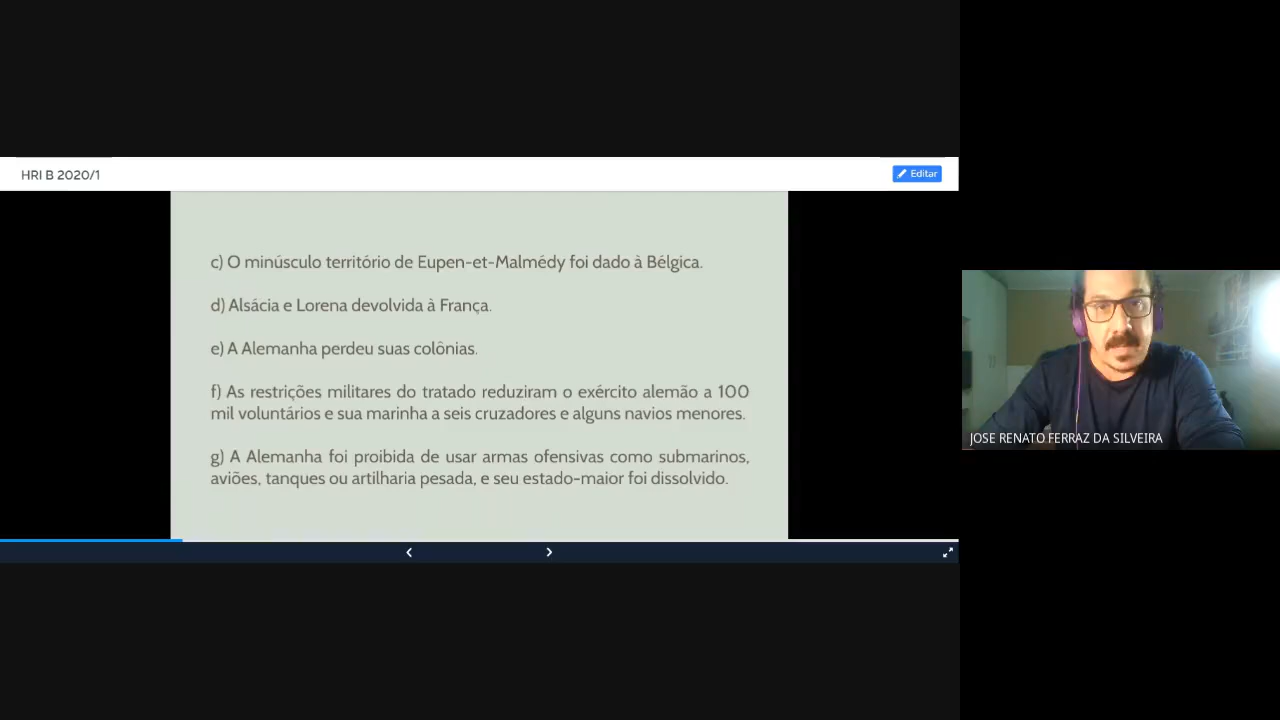 HRI B 2020/1
Editar
c) O minúsculo território de Eupen-et-Malmédy foi dado à Bélgica.
d) Alsácia e Lorena devolvida à França.
e) A Alemanha perdeu suas colônias.
f) As restrições militares do tratado reduziram o exército alemão a 100
mil voluntários e sua marinha a seis cruzadores e alguns navios menores.
g) A Alemanha foi proibida de usar armas ofensivas como submarinos,
aviões, tanques ou artilharia pesada, e seu estado-maior foi dissolvido.
JOSE RENATO FERRAZ DA SILVEIRA